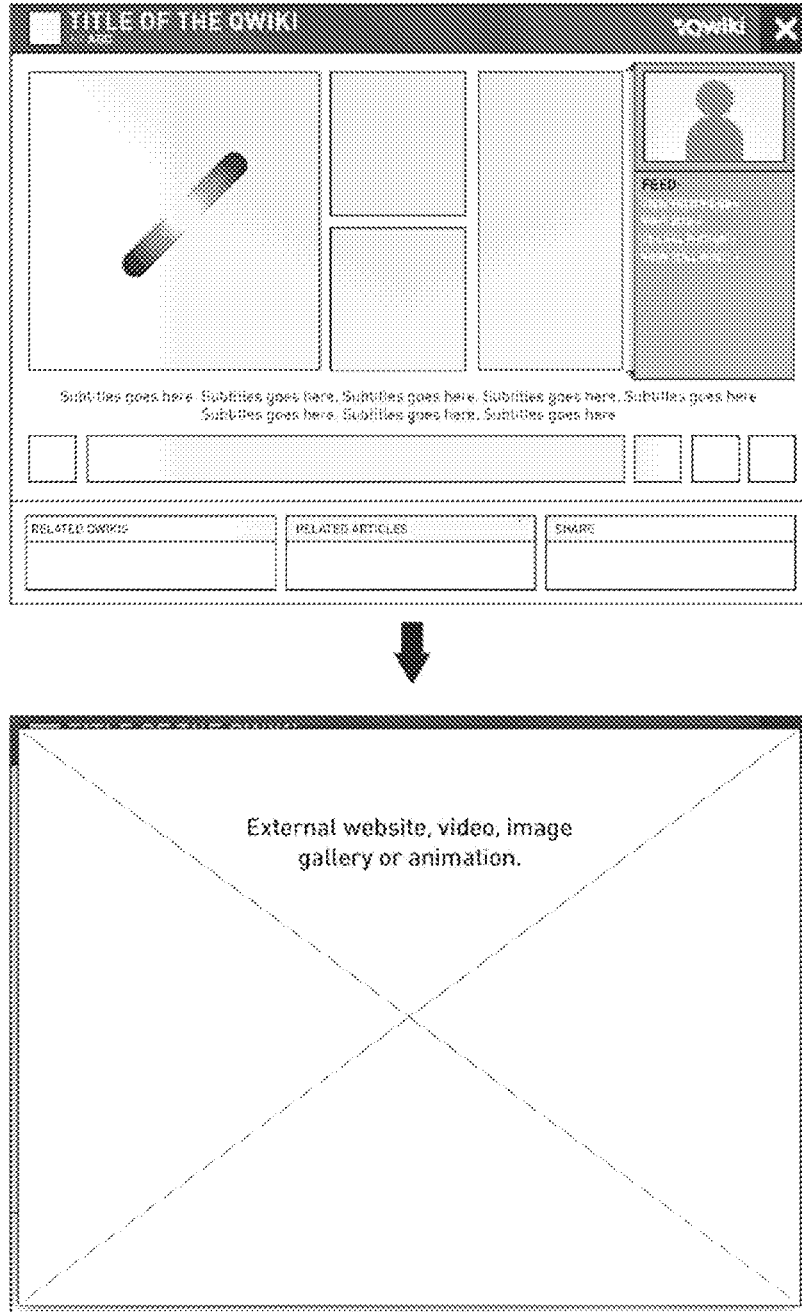 TITLE OF THE QWIKI
Qwiki
FEED
Subtitles goes here. Subtitles goes here. Subtitles goes here. Subtitles goes here. Subtitles goes here
Subtitles goes here. Subtitles goes here. Subtitles goes here
RELATED QWIKIS
RELATED ARTICLES
SHARE
External website, video, image
gallery or animation.